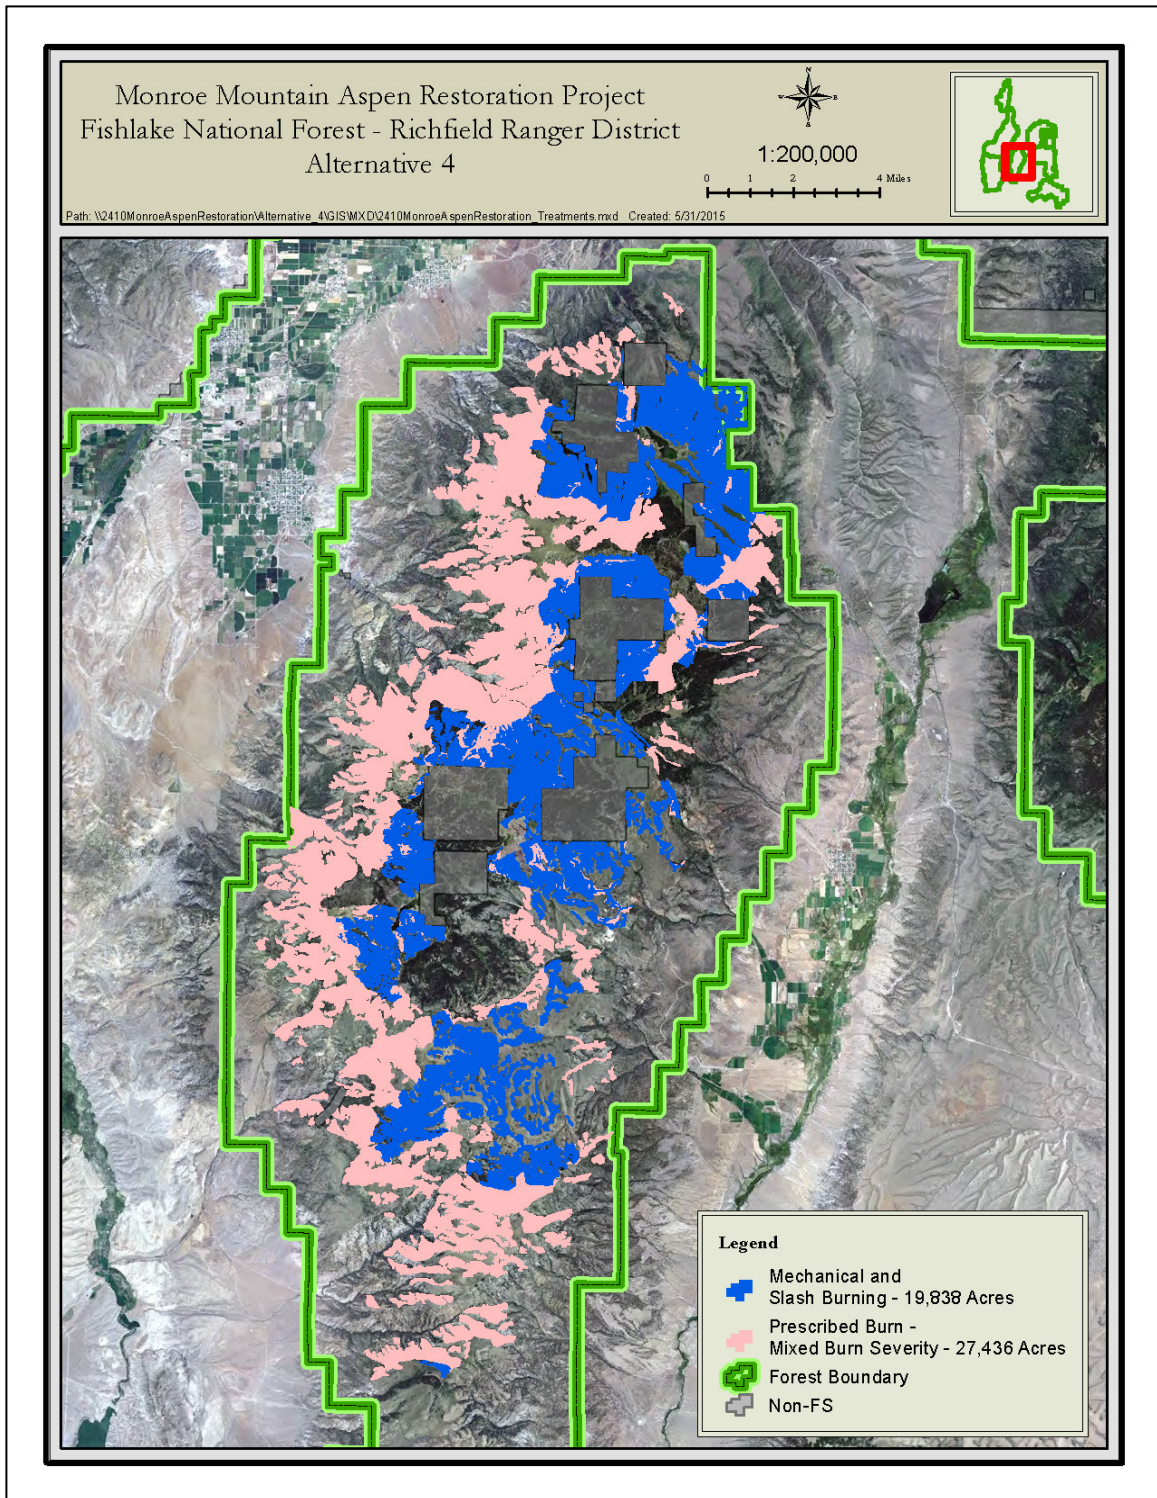 Monroe Mountain Aspen Restoration Project
Fishlake National Forest - Richfield Ranger District
Alternative 4
N
W
E
S
1:200,000
0 1 2 4 Miles
Path: \\2410MonroeAspenRestoration\Alternative_4\GIS\MXD\2410MonroeAspenRestoration_Treatments.mxd Created: 5/31/2015
Legend
Mechanical and
Slash Burning - 19,838 Acres
Prescribed Burn -
Mixed Burn Severity - 27,436 Acres
Forest Boundary
Non-FS